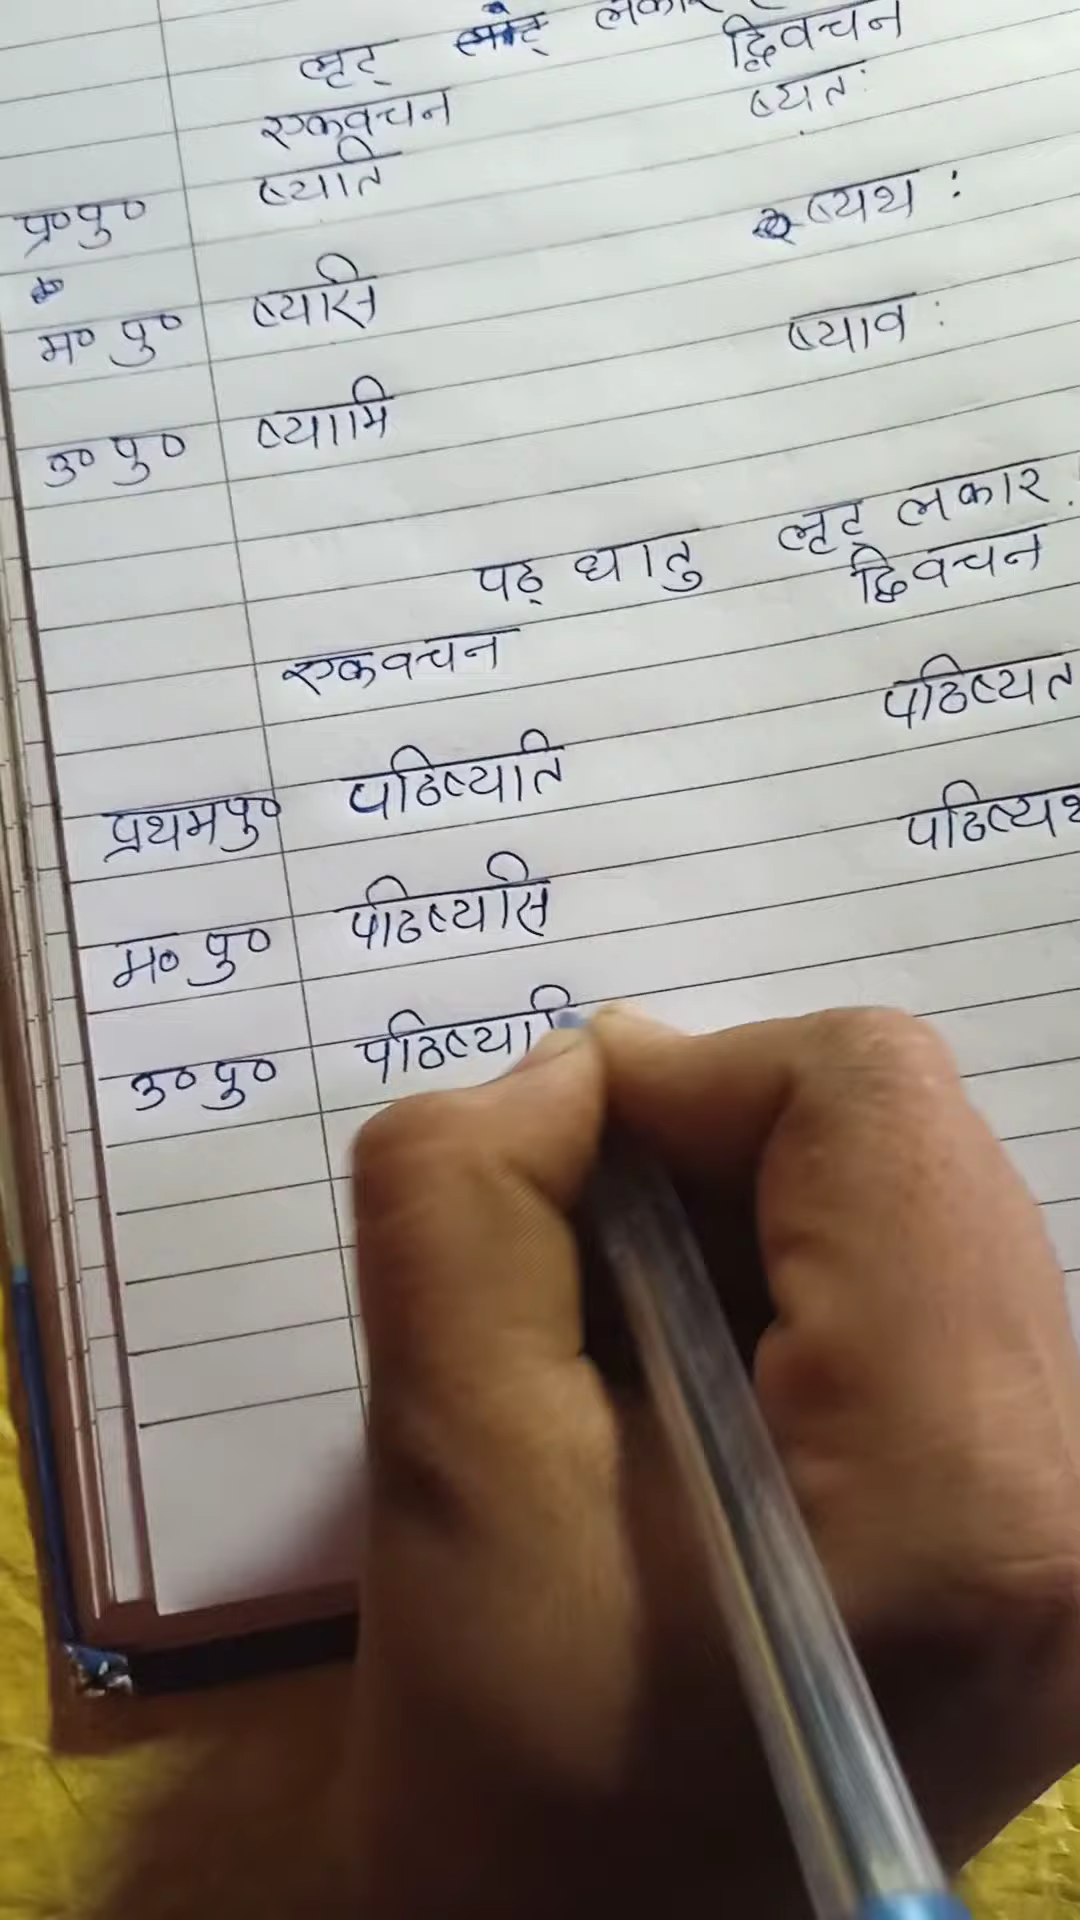 लृट् लकार
एकवचन द्विवचन
ष्यति ष्यतः
प्र०पु०
म० पु० ष्यसि ष्यथः
उ० पु० ष्यामि ष्यावः
पठ् धातु लृट् लकार
एकवचन द्विवचन
प्रथमपु० पठिष्यति पठिष्यत
म० पु० पठिष्यसि पठिष्यथ
उ० पु० पठिष्यामि